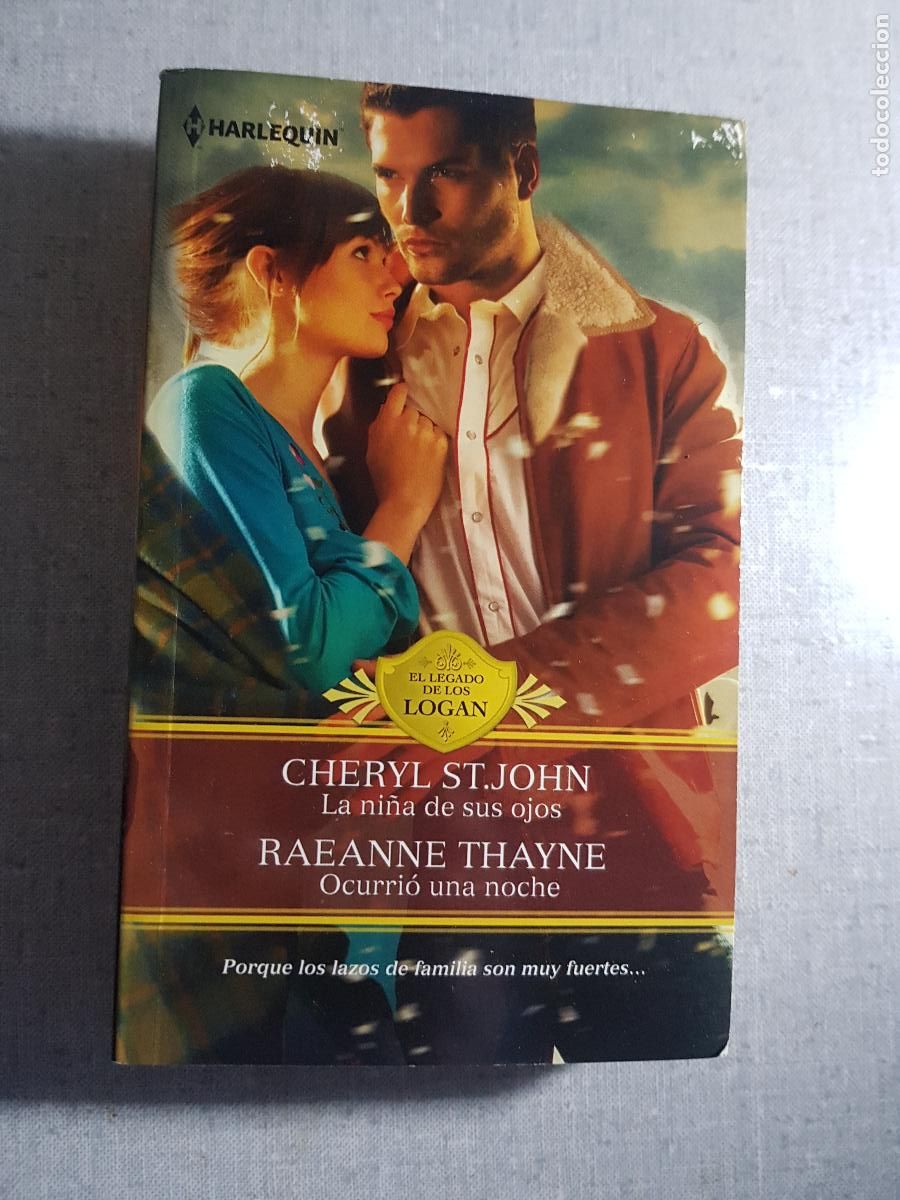 todocoleccion
HARLEQUIN
EL LEGADO
DE LOS
LOGAN
CHERYL ST.JOHN
La niña de sus ojos
RAEANNE THAYNE
Ocurrió una noche
Porque los lazos de familia son muy fuertes...